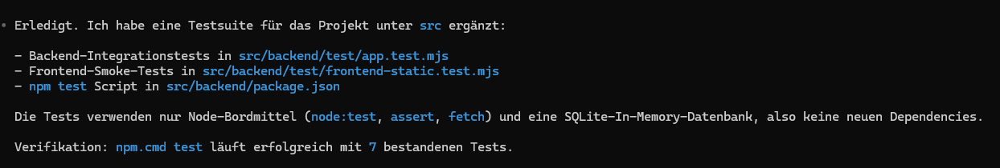 • Erledigt. Ich habe eine Testsuite für das Projekt unter src ergänzt:
– Backend-Integrationstests in src/backend/test/app.test.mjs
– Frontend-Smoke-Tests in src/backend/test/frontend-static.test.mjs
– npm test Script in src/backend/package.json
Die Tests verwenden nur Node-Bordmittel (node:test, assert, fetch) und eine SQLite-In-Memory-Datenbank, also keine neuen Dependencies.
Verifikation: npm.cmd test läuft erfolgreich mit 7 bestandenen Tests.